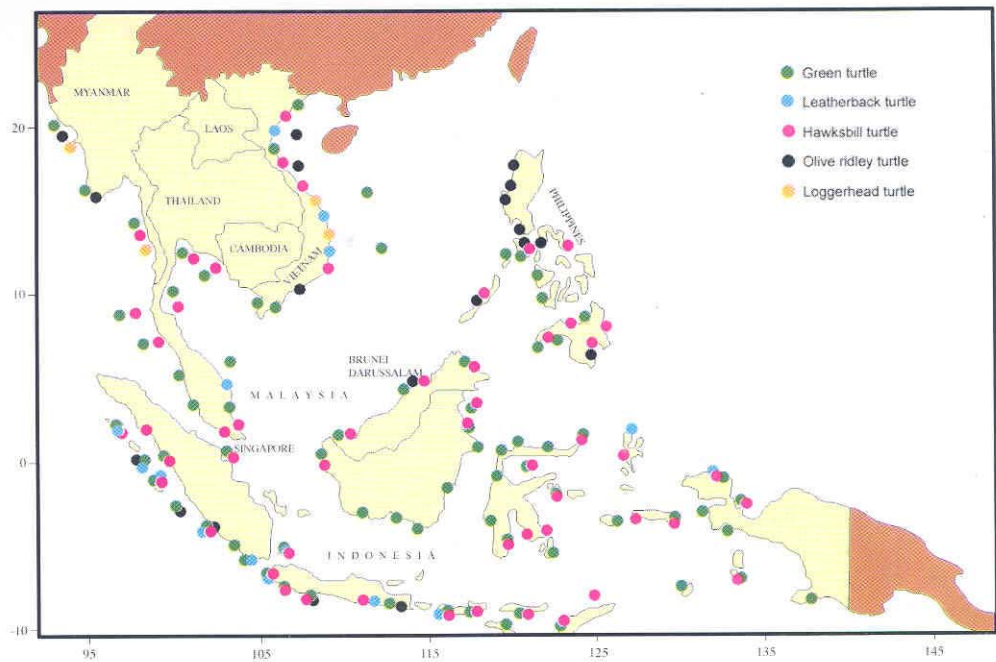 MYANMAR
LAOS
THAILAND
CAMBODIA
VIETNAM
PHILIPPINES
BRUNEI
DARUSSALAM
MALAYSIA
SINGAPORE
INDONESIA
Green turtle
Leatherback turtle
Hawksbill turtle
Olive ridley turtle
Loggerhead turtle
20
10
0
-10
95
105
115
125
135
145